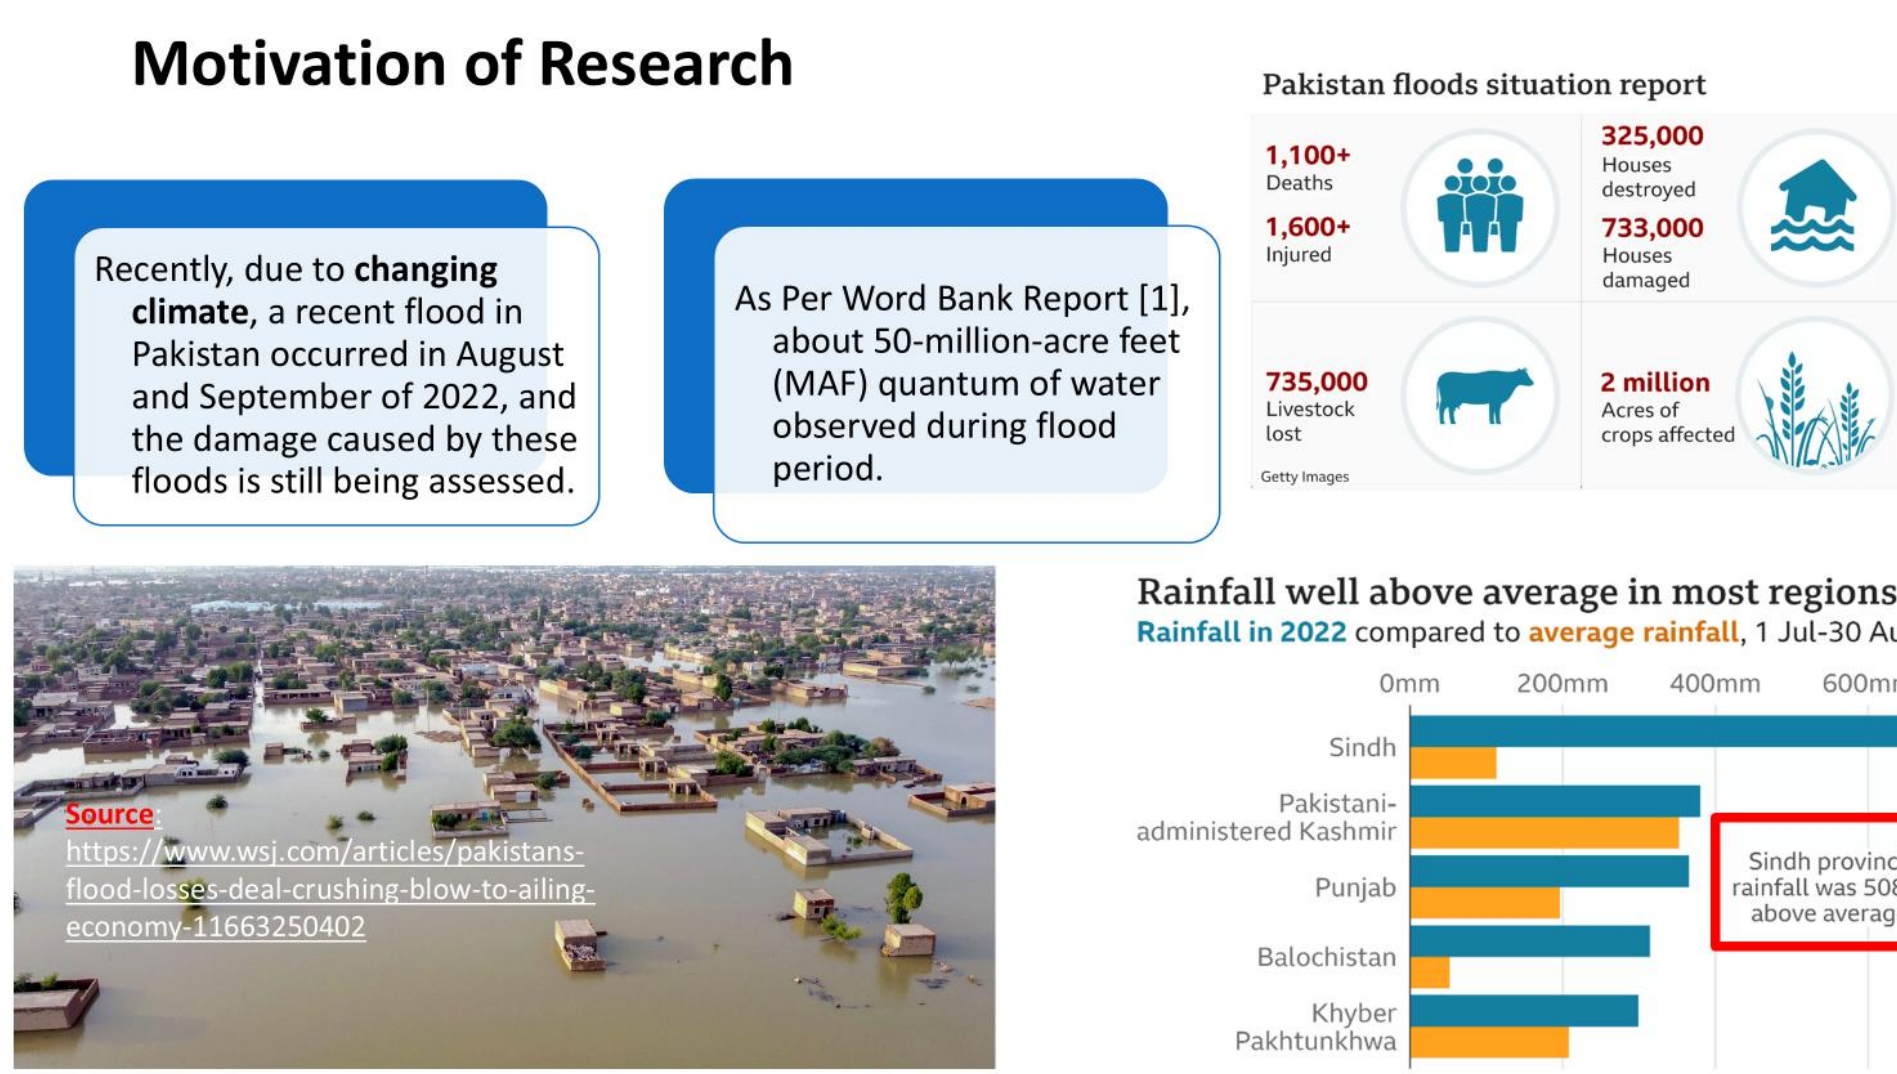 Motivation of Research
Recently, due to changing
climate, a recent flood in
Pakistan occurred in August
and September of 2022, and
the damage caused by these
floods is still being assessed.
As Per Word Bank Report [1],
about 50-million-acre feet
(MAF) quantum of water
observed during flood
period.
Pakistan floods situation report
1,100+
Deaths
1,600+
Injured
325,000
Houses
destroyed
733,000
Houses
damaged
735,000
Livestock
lost
2 million
Acres of
crops affected
Getty Images
Source:
https://www.wsj.com/articles/pakistans-
flood-losses-deal-crushing-blow-to-ailing-
economy-11663250402
Rainfall well above average in most regions
Rainfall in 2022 compared to average rainfall, 1 Jul-30
0mm 200mm 400mm
Sindh
Pakistani-
administered Kashmir
Punjab
Balochistan
Khyber
Pakhtunkhwa
Sindh
rainfall was
above